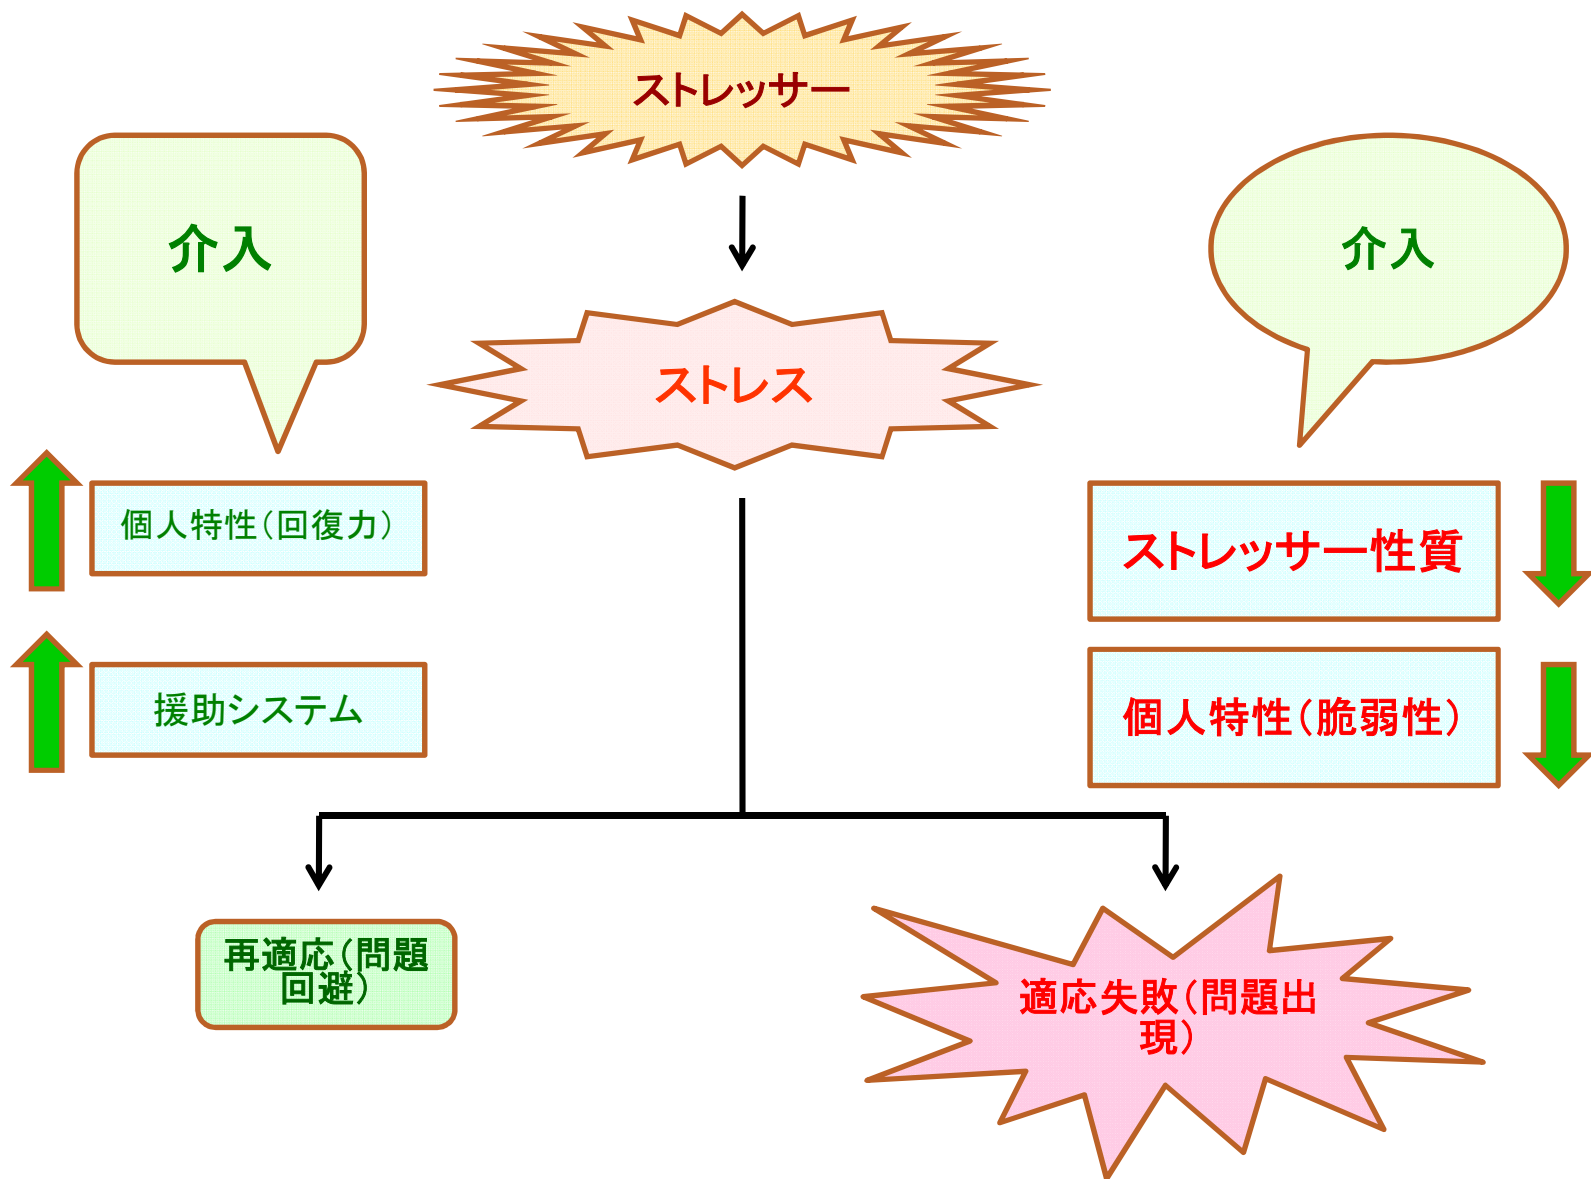 ストレッサー
介入
介入
ストレス
個人特性(回復力)
ストレッサー性質
援助システム
個人特性(脆弱性)
再適応(問題
回避)
適応失敗(問題出
現)